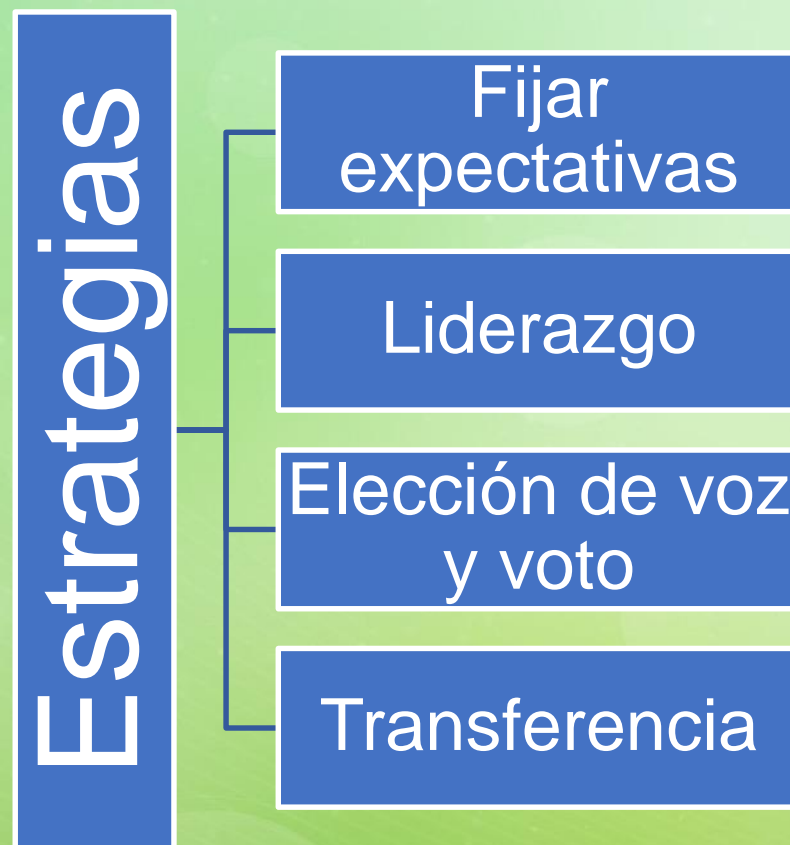 Estrategias
Fijar
expectativas
Liderazgo
Elección de voz
y voto
Transferencia